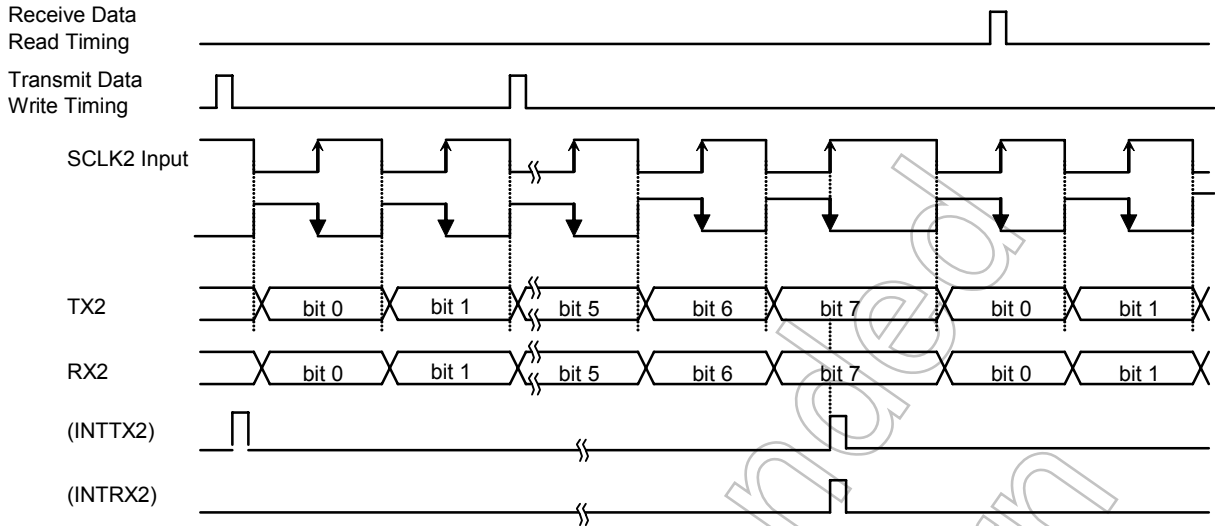 Receive Data
Read Timing
Transmit Data
Write Timing
SCLK2 Input
TX2
bit 0 bit 1 bit 5 bit 6 bit 7 bit 0 bit 1
RX2
bit 0 bit 1 bit 5 bit 6 bit 7 bit 0 bit 1
(INTTX2)
(INTRX2)